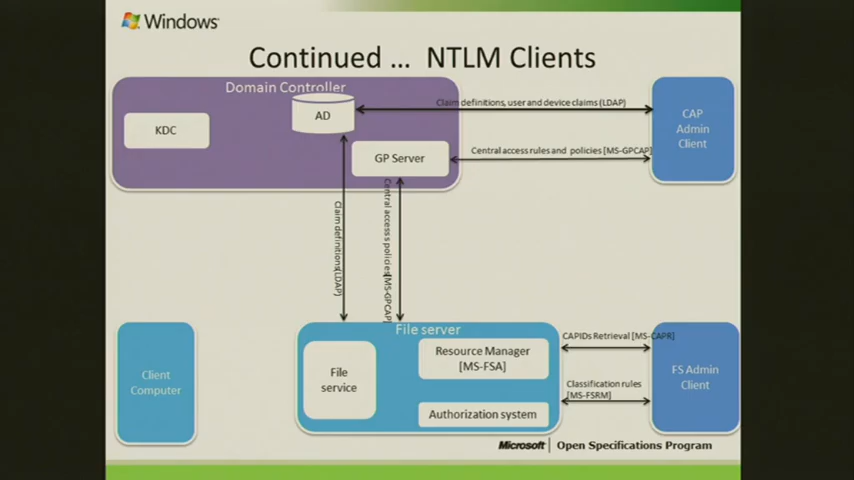 Windows
Continued ... NTLM Clients
Domain Controller
KDC
AD
GP Server
Claim definitions, user and device claims (LDAP)
Central access rules and policies [MS-GPCAP]
CAP
Admin
Client
Claim definitions(LDAP)
Central access s policies[MS-GPCAP]
File server
Client
Computer
File
service
Resource Manager
[MS-FSA]
Authorization system
CAPIDs Retrieval [MS-CAPR]
Classification rules
[MS-FSRM]
FS Admin
Client
Microsoft | Open Specifications Program